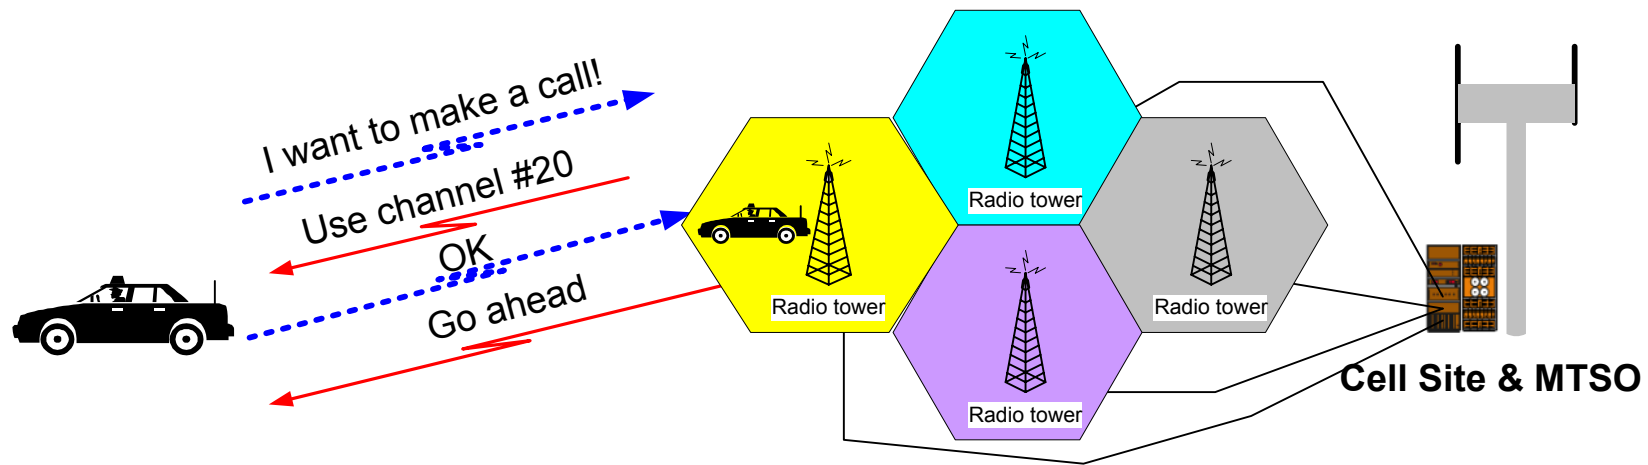 I want to make a call!
Use channel #20
OK
Go ahead
Radio tower
Radio tower
Radio tower
Radio tower
Cell Site & MTSO